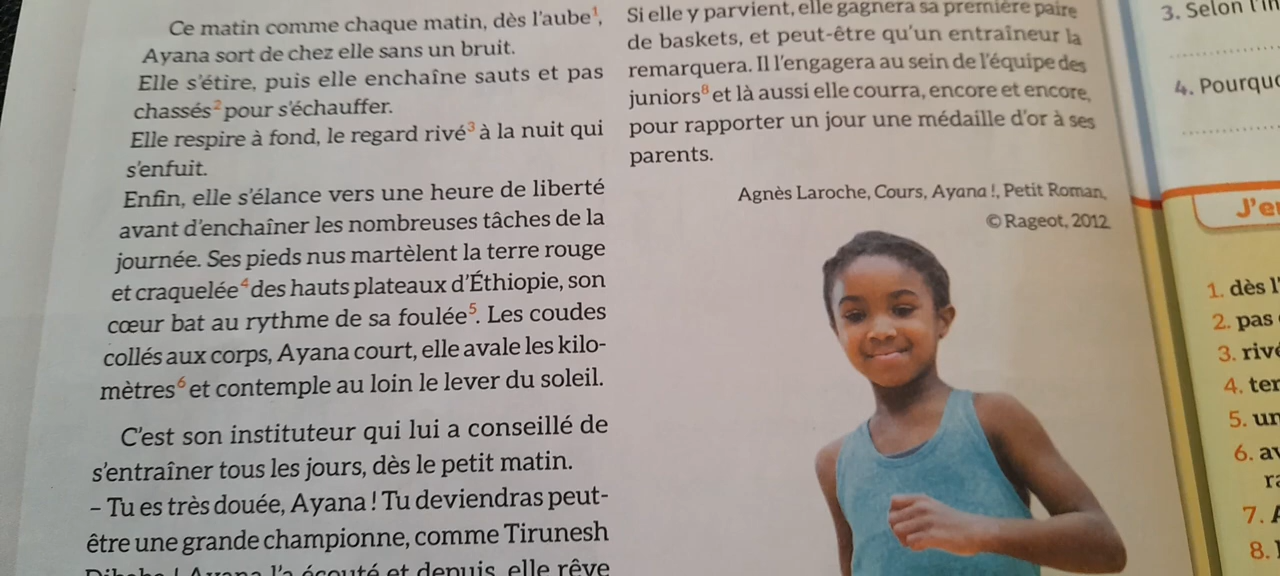 Ce matin comme chaque matin, dès l'aube¹,
Ayana sort de chez elle sans un bruit.
Elle s'étire, puis elle enchaîne sauts et pas
chassés² pour s'échauffer.
Elle respire à fond, le regard rivé³ à la nuit qui
s'enfuit.
Enfin, elle s'élance vers une heure de liberté
avant d'enchaîner les nombreuses tâches de la
journée. Ses pieds nus martèlent la terre rouge
et craquelée⁴ des hauts plateaux d'Éthiopie, son
cœur bat au rythme de sa foulée⁵. Les coudes
collés aux corps, Ayana court, elle avale les kilo-
mètres⁶ et contemple au loin le lever du soleil.
C'est son instituteur qui lui a conseillé de
s'entraîner tous les jours, dès le petit matin.
– Tu es très douée, Ayana ! Tu deviendras peut-
être une grande championne, comme Tirunesh
Ayana l'a écouté et depuis, elle rêve
Si elle y parvient, elle gagnera sa première paire
de baskets, et peut-être qu'un entraîneur la
remarquera. Il l'engagera au sein de l'équipe des
juniors⁸ et là aussi elle courra, encore et encore,
pour rapporter un jour une médaille d'or à ses
parents.
Agnès Laroche, Cours, Ayana !, Petit Roman,
© Rageot, 2012
3. Selon
4.
J'e
1. dès l'
2. pas
3. rivé
4. ter
5. un
6. av
ra
7.
8.